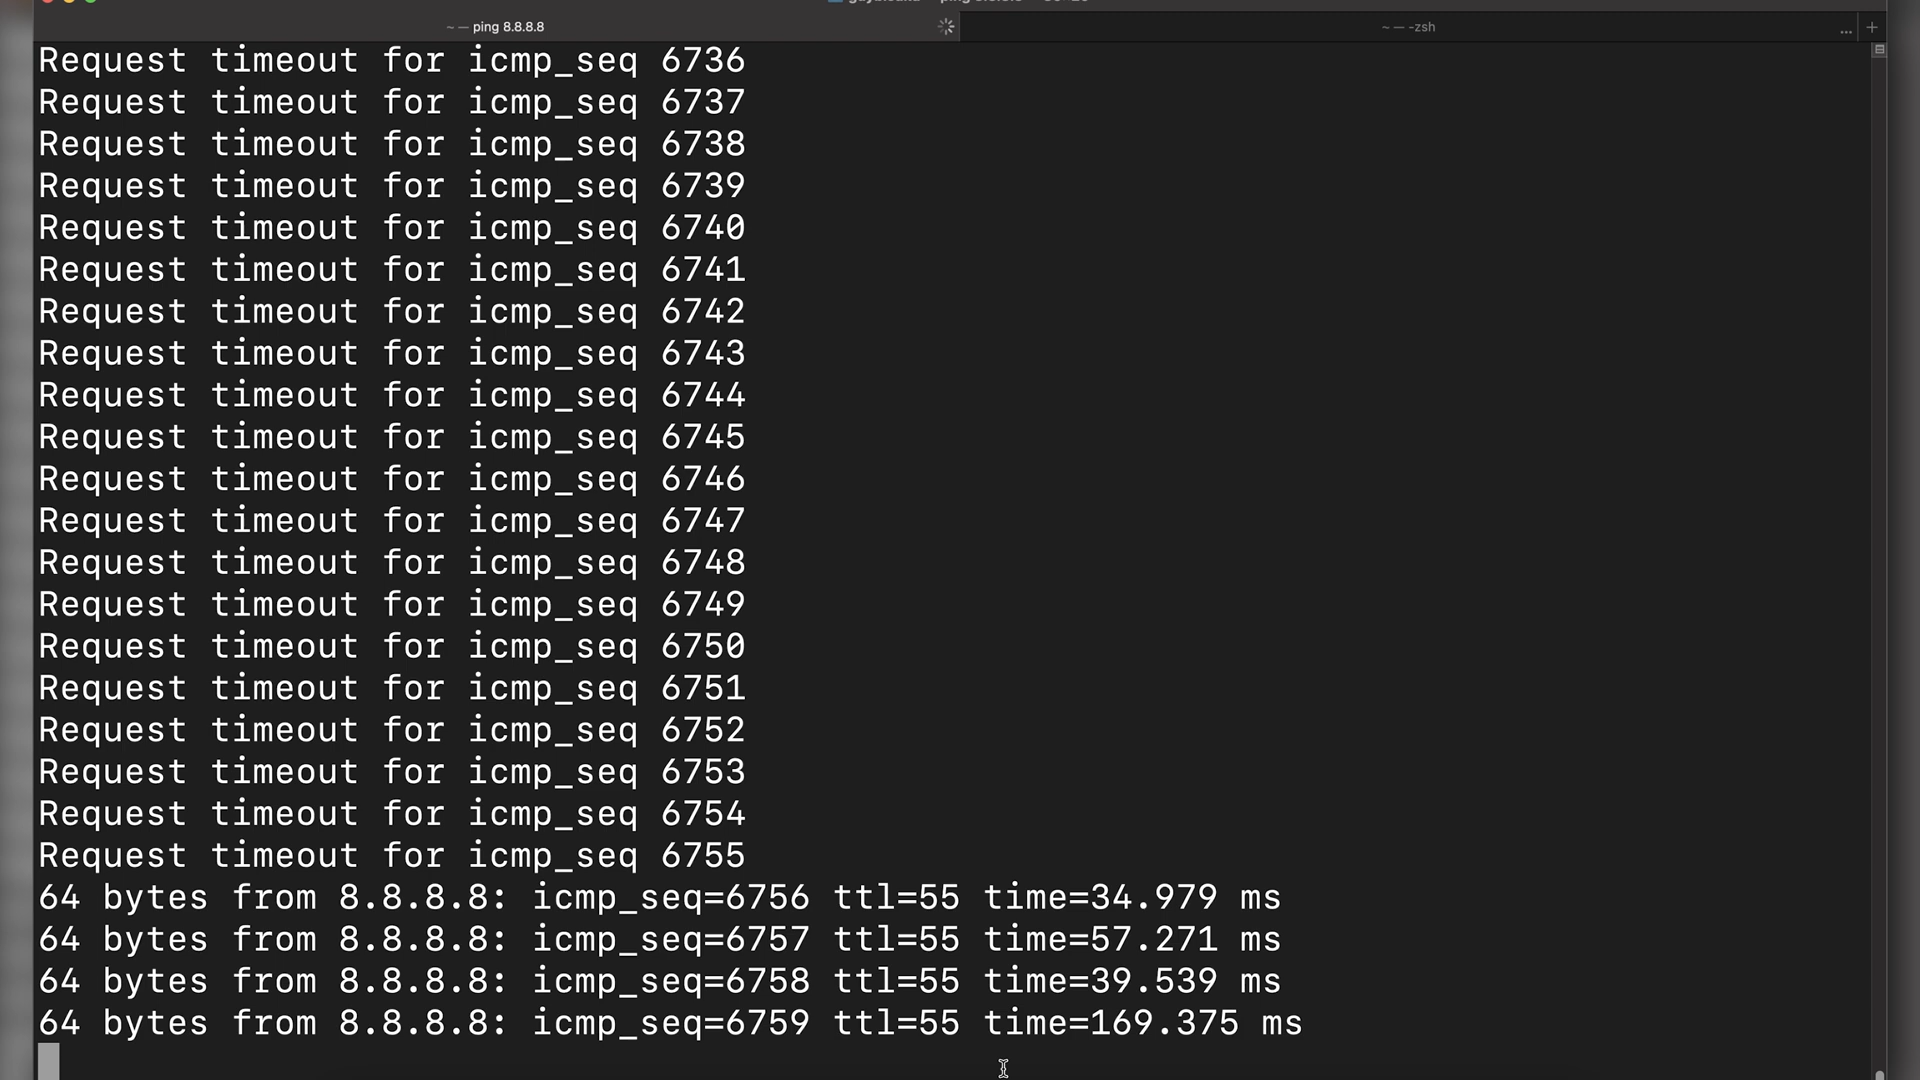 ~ — ping 8.8.8.8
~ — -zsh
... +
Request timeout for icmp_seq 6736
Request timeout for icmp_seq 6737
Request timeout for icmp_seq 6738
Request timeout for icmp_seq 6739
Request timeout for icmp_seq 6740
Request timeout for icmp_seq 6741
Request timeout for icmp_seq 6742
Request timeout for icmp_seq 6743
Request timeout for icmp_seq 6744
Request timeout for icmp_seq 6745
Request timeout for icmp_seq 6746
Request timeout for icmp_seq 6747
Request timeout for icmp_seq 6748
Request timeout for icmp_seq 6749
Request timeout for icmp_seq 6750
Request timeout for icmp_seq 6751
Request timeout for icmp_seq 6752
Request timeout for icmp_seq 6753
Request timeout for icmp_seq 6754
Request timeout for icmp_seq 6755
64 bytes from 8.8.8.8: icmp_seq=6756 ttl=55 time=34.979 ms
64 bytes from 8.8.8.8: icmp_seq=6757 ttl=55 time=57.271 ms
64 bytes from 8.8.8.8: icmp_seq=6758 ttl=55 time=39.539 ms
64 bytes from 8.8.8.8: icmp_seq=6759 ttl=55 time=169.375 ms